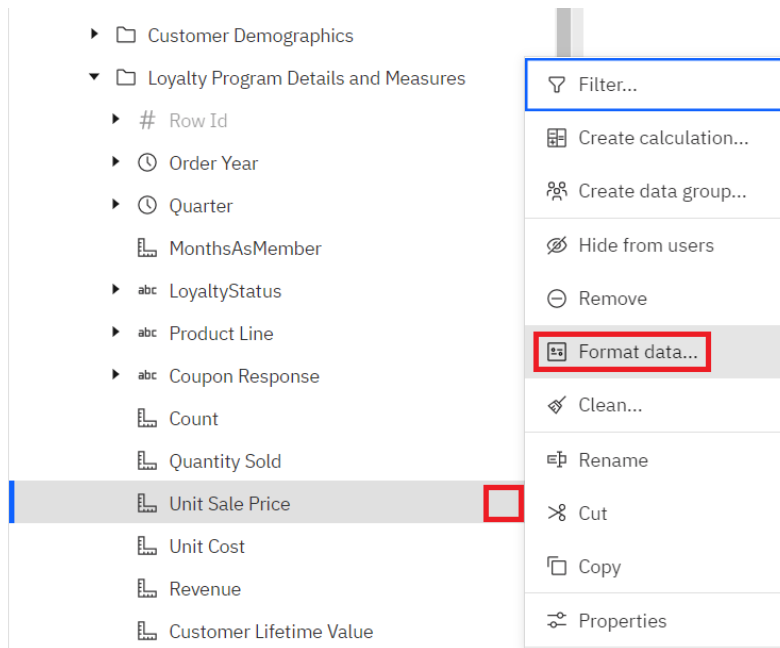 Customer Demographics
Loyalty Program Details and Measures
# Row Id
Order Year
Quarter
MonthsAsMember
abc LoyaltyStatus
abc Product Line
abc Coupon Response
Count
Quantity Sold
Unit Sale Price
Unit Cost
Revenue
Customer Lifetime Value
Filter...
Create calculation...
Create data group...
Hide from users
Remove
Format data...
Clean...
Rename
Cut
Copy
Properties